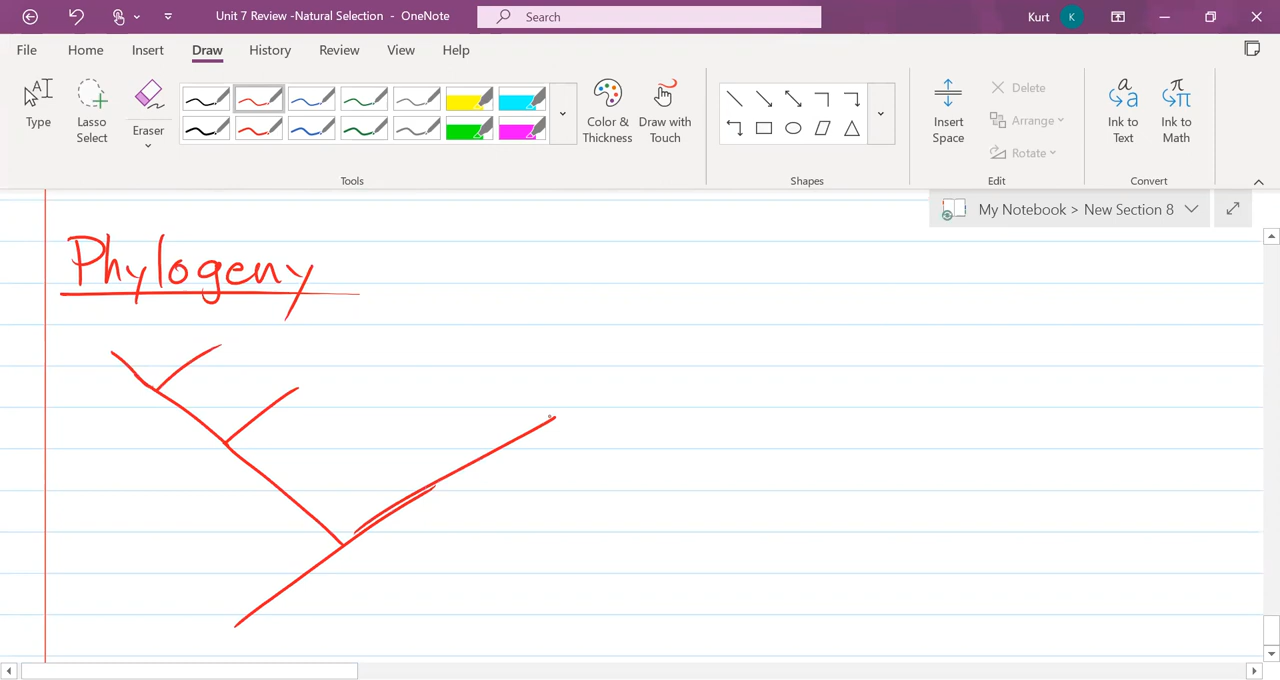 Unit 7 Review -Natural Selection - OneNote
Search
Kurt K
File Home Insert Draw History Review View Help
Type
Lasso Select
Eraser
Color & Thickness
Draw with Touch
Insert Space
Delete
Arrange
Rotate
Ink to Text
Ink to Math
Tools Shapes Edit Convert
My Notebook > New Section 8
Phylogeny